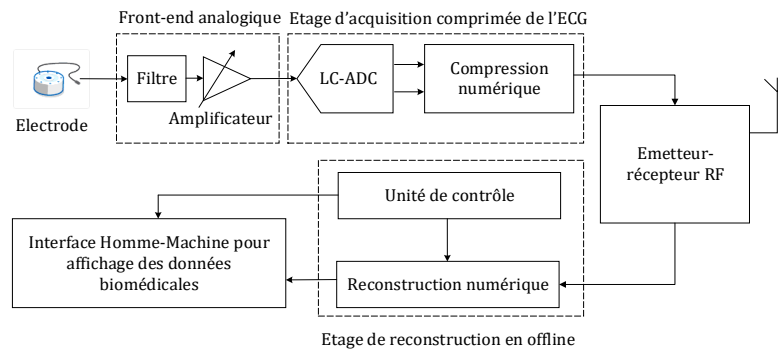 Front-end analogique
Etage d'acquisition comprimée de l'ECG
Electrode
Filtre
Amplificateur
LC-ADC
Compression
numérique
Emetteur-
récepteur RF
Unité de contrôle
Interface Homme-Machine pour
affichage des données
biomédicales
Reconstruction numérique
Etage de reconstruction en offline